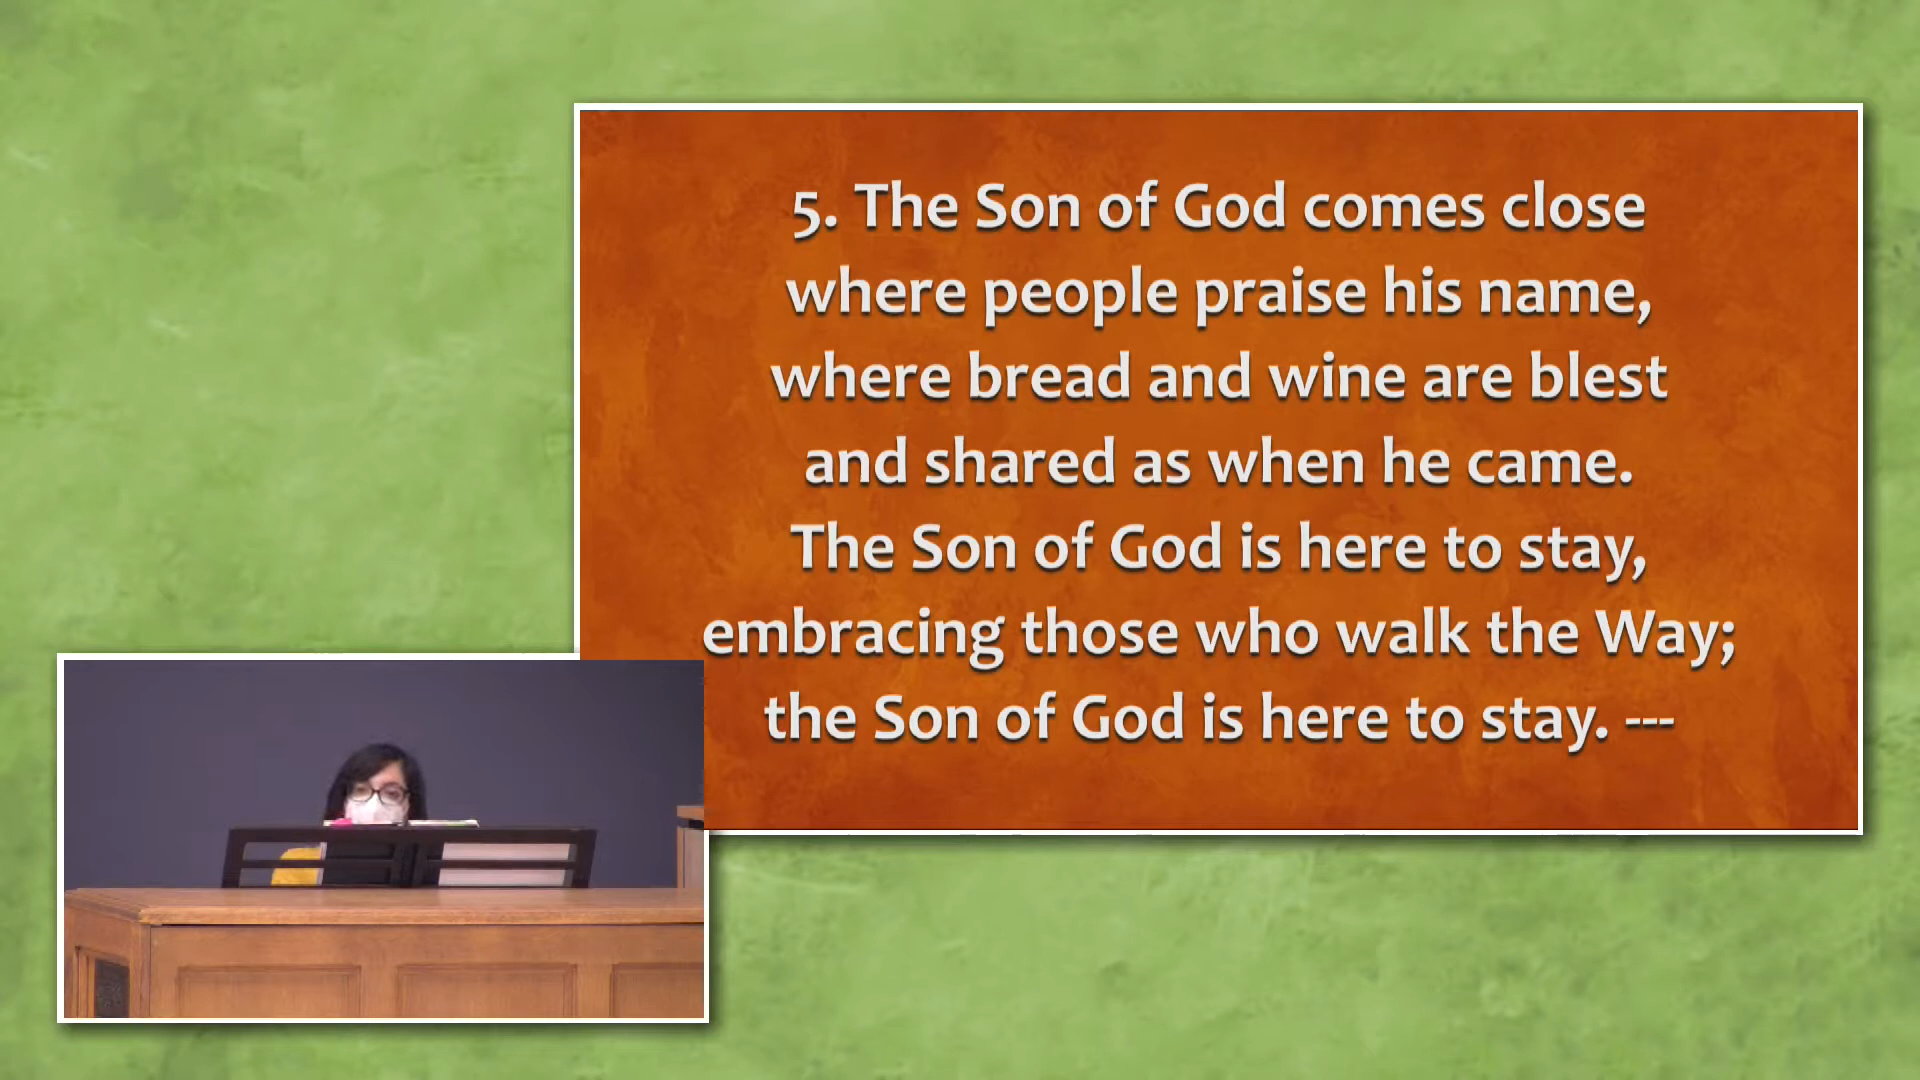 5. The Son of God comes close
where people praise his name,
where bread and wine are blest
and shared as when he came.
The Son of God is here to stay,
embracing those who walk the Way;
the Son of God is here to stay. ---